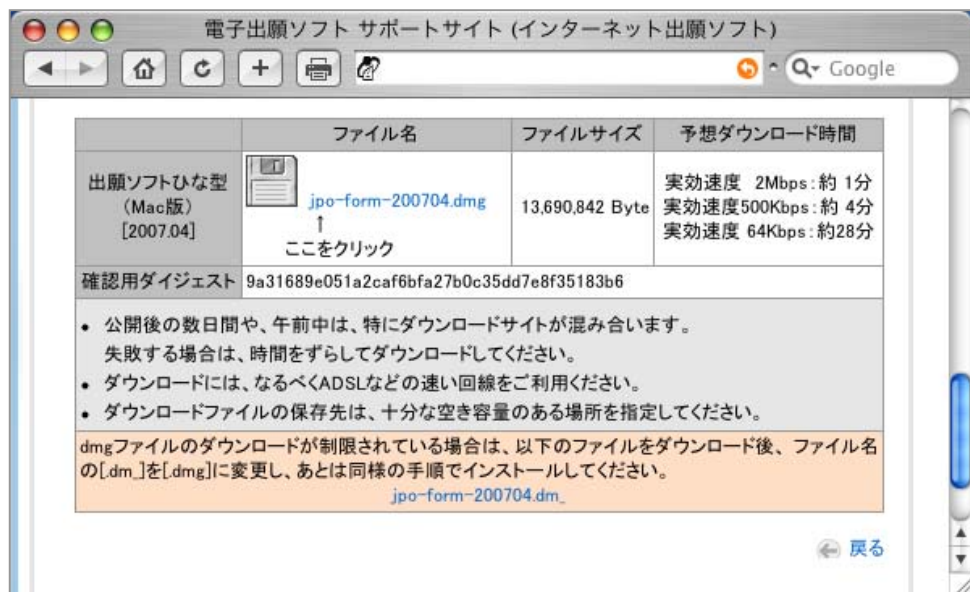 電子出願ソフト サポートサイト (インターネット出願ソフト)
Google
ファイル名
ファイルサイズ
予想ダウンロード時間
出願ソフトひな型
（Mac版）
[2007.04]
jpo-form-200704.dmg
↑
ここをクリック
13,690,842 Byte
実効速度 2Mbps：約 1分
実効速度500Kbps：約 4分
実効速度 64Kbps：約28分
確認用ダイジェスト
9a31689e051a2caf6bfa27b0c35dd7e8f35183b6
• 公開後の数日間や、午前中は、特にダウンロードサイトが混み合います。
失敗する場合は、時間をずらしてダウンロードしてください。
• ダウンロードには、なるべくADSLなどの速い回線をご利用ください。
• ダウンロードファイルの保存先は、十分な空き容量のある場所を指定してください。
dmgファイルのダウンロードが制限されている場合は、以下のファイルをダウンロード後、ファイル名
の[.dm_]を[.dmg]に変更し、あとは同様の手順でインストールしてください。
jpo-form-200704.dm_
戻る